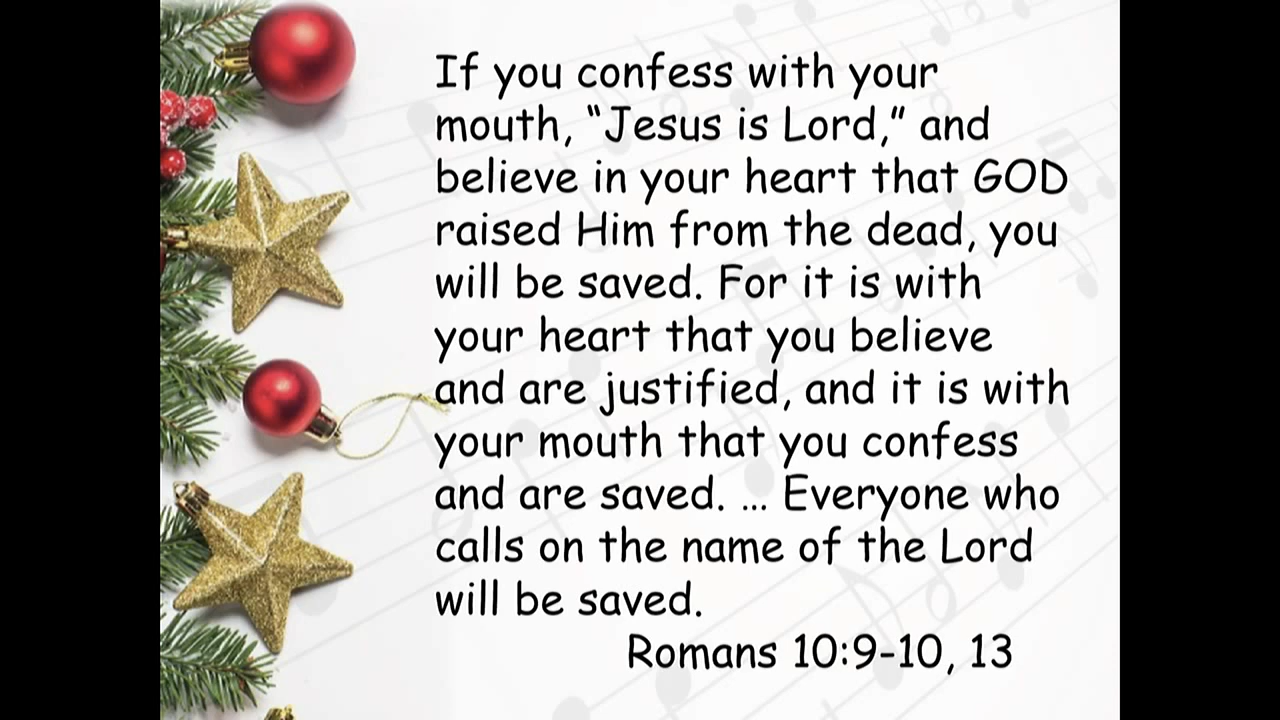 If you confess with your
mouth, “Jesus is Lord,” and
believe in your heart that GOD
raised Him from the dead, you
will be saved. For it is with
your heart that you believe
and are justified, and it is with
your mouth that you confess
and are saved. ... Everyone who
calls on the name of the Lord
will be saved.
Romans 10:9-10, 13